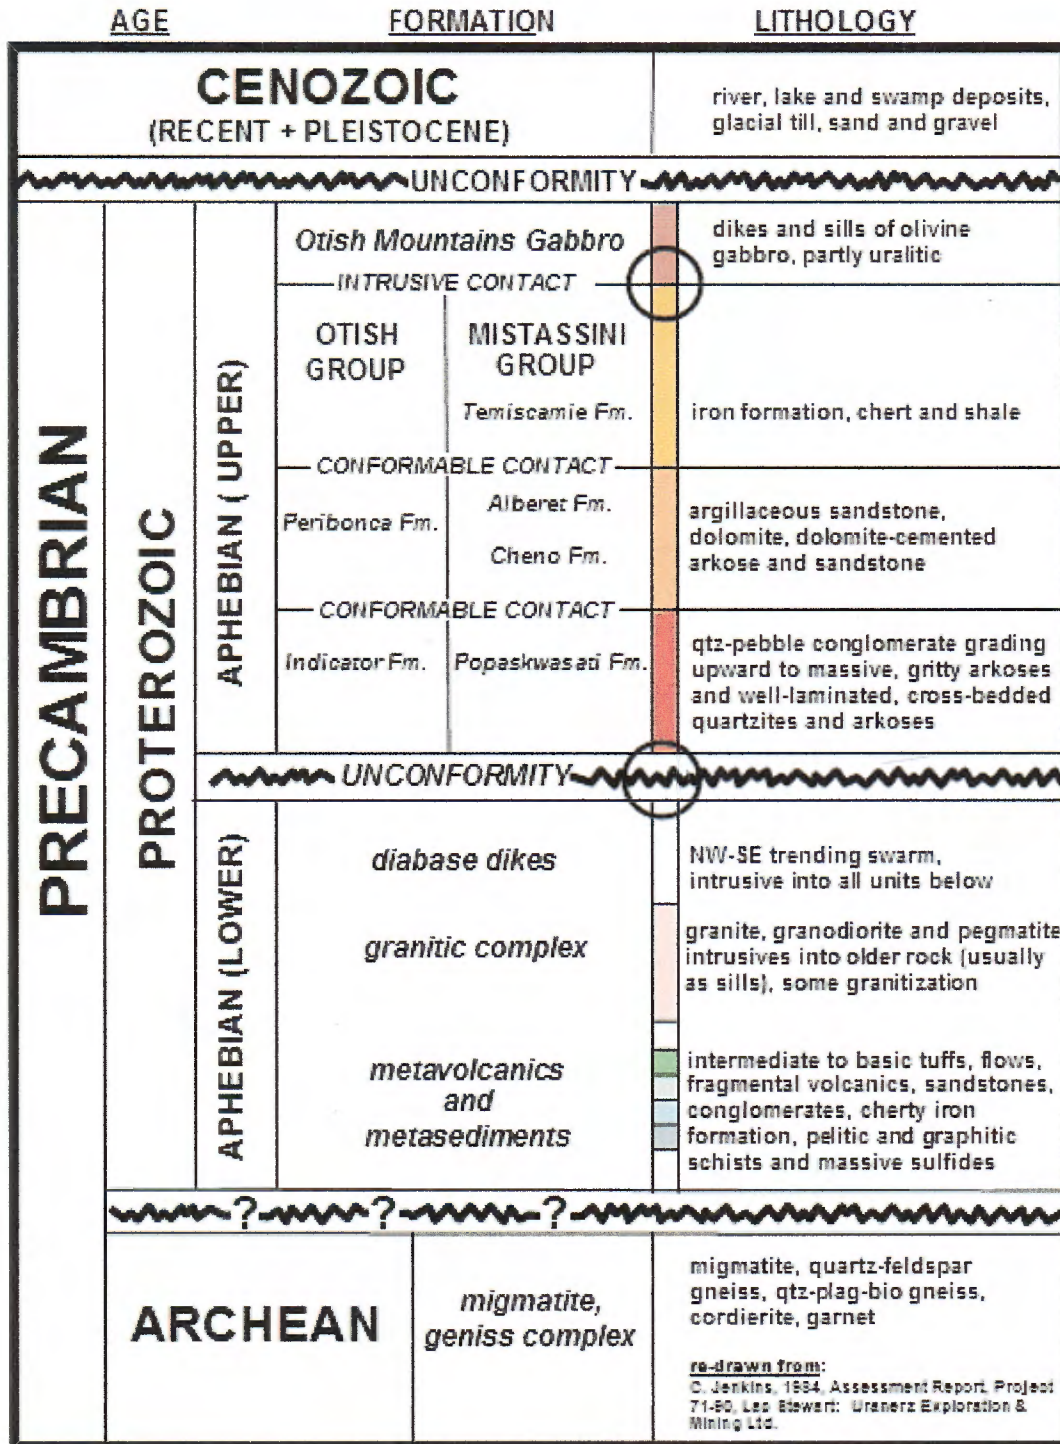 AGE FORMATION LITHOLOGY
CENOZOIC
(RECENT + PLEISTOCENE)
river, lake and swamp deposits,
glacial till, sand and gravel
UNCONFORMITY
PRECAMBRIAN
PROTEROZOIC
APHEBIAN ( UPPER)
Otish Mountains Gabbro
dikes and sills of olivine
gabbro, partly uralitic
INTRUSIVE CONTACT
OTISH
GROUP
MISTASSINI
GROUP
Temiscamie Fm.
iron formation, chert and shale
CONFORMABLE CONTACT
Peribonca Fm.
Alberet Fm.
Cheno Fm.
argillaceous sandstone,
dolomite, dolomite-cemented
arkose and sandstone
CONFORMABLE CONTACT
Indicator Fm.
Popaskwasati Fm.
qtz-pebble conglomerate grading
upward to massive, gritty arkoses
and well-laminated, cross-bedded
quartzites and arkoses
UNCONFORMITY
APHEBIAN (LOWER)
diabase dikes
NW-SE trending swarm,
intrusive into all units below
granitic complex
granite, granodiorite and pegmatite
intrusives into older rock (usually
as sills), some granitization
metavolcanics
and
metasediments
intermediate to basic tuffs, flows,
fragmental volcanics, sandstones,
conglomerates, cherty iron
formation, pelitic and graphitic
schists and massive sulfides
? ? ?
ARCHEAN
migmatite,
geniss complex
migmatite, quartz-feldspar
gneiss, qtz-plag-bio gneiss,
cordierite, garnet
re-drawn from:
C. Jenkins, 1984, Assessment Report, Project
71-90, Lac Stewart: Uranerz Exploration &
Mining Ltd.